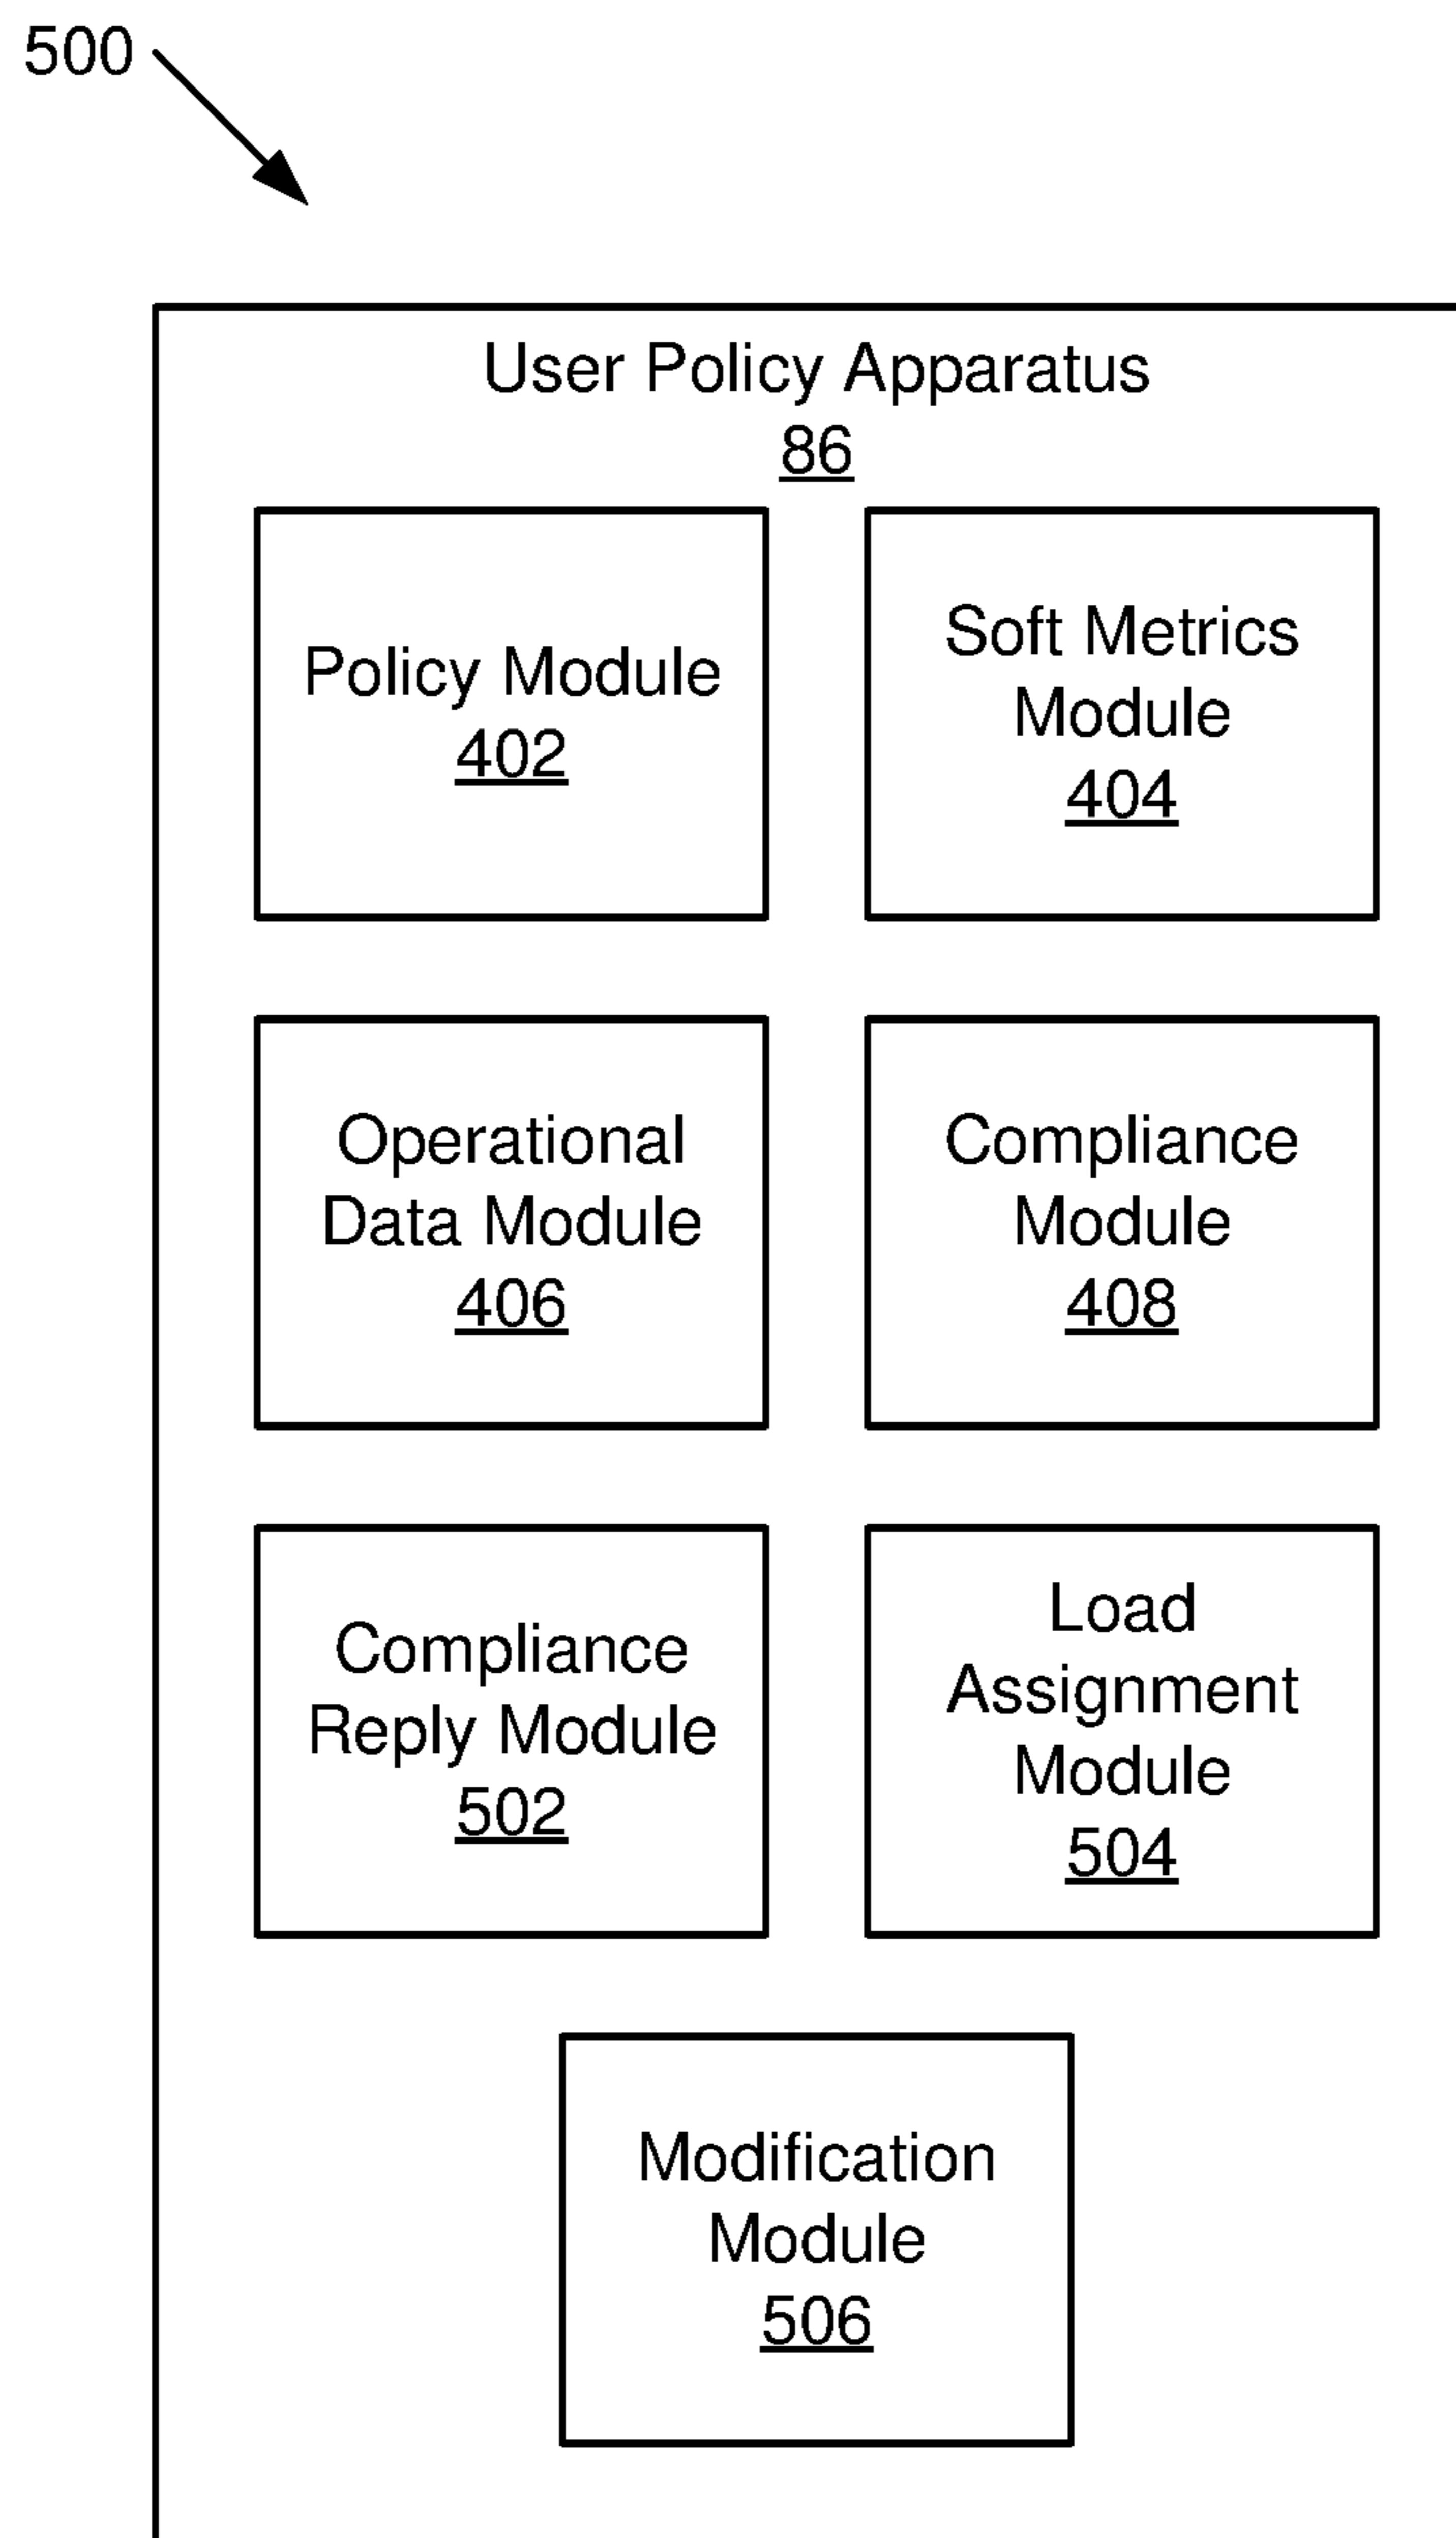 500
User Policy Apparatus
86
Policy Module
402
Soft Metrics
Module
404
Operational
Data Module
406
Compliance
Module
408
Compliance
Reply Module
502
Load
Assignment
Module
504
Modification
Module
506